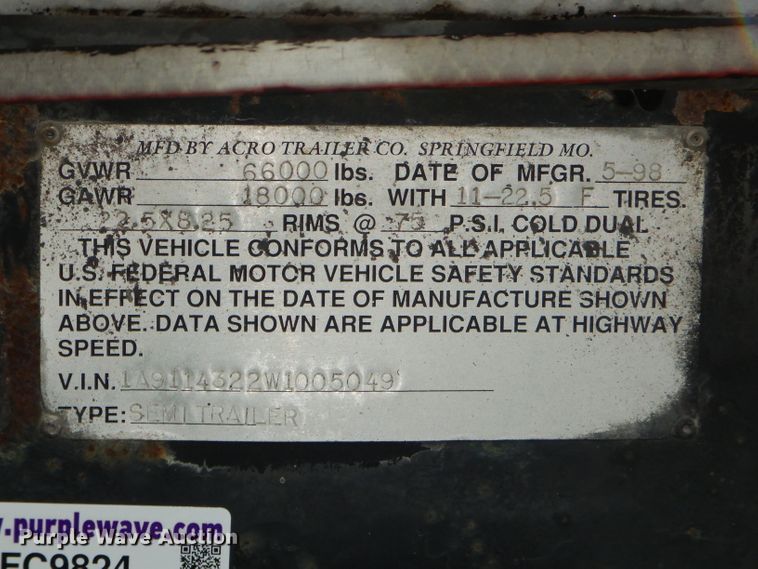 MFD BY ACRO TRAILER CO. SPRINGFIELD MO.
GVWR 66000 lbs. DATE OF MFGR. 5-98
GAWR 18000 lbs. WITH 11-22.5 F TIRES
22.5X8.25 RIMS @ 75 P.S.I. COLD DUAL
THIS VEHICLE CONFORMS TO ALL APPLICABLE
U.S. FEDERAL MOTOR VEHICLE SAFETY STANDARDS
IN EFFECT ON THE DATE OF MANUFACTURE SHOWN
ABOVE. DATA SHOWN ARE APPLICABLE AT HIGHWAY
SPEED.
V.I.N. 1A9114322W1005049
TYPE: SEMI TRAILER
.purplewave.com
Purple Wave Auction
EC9824